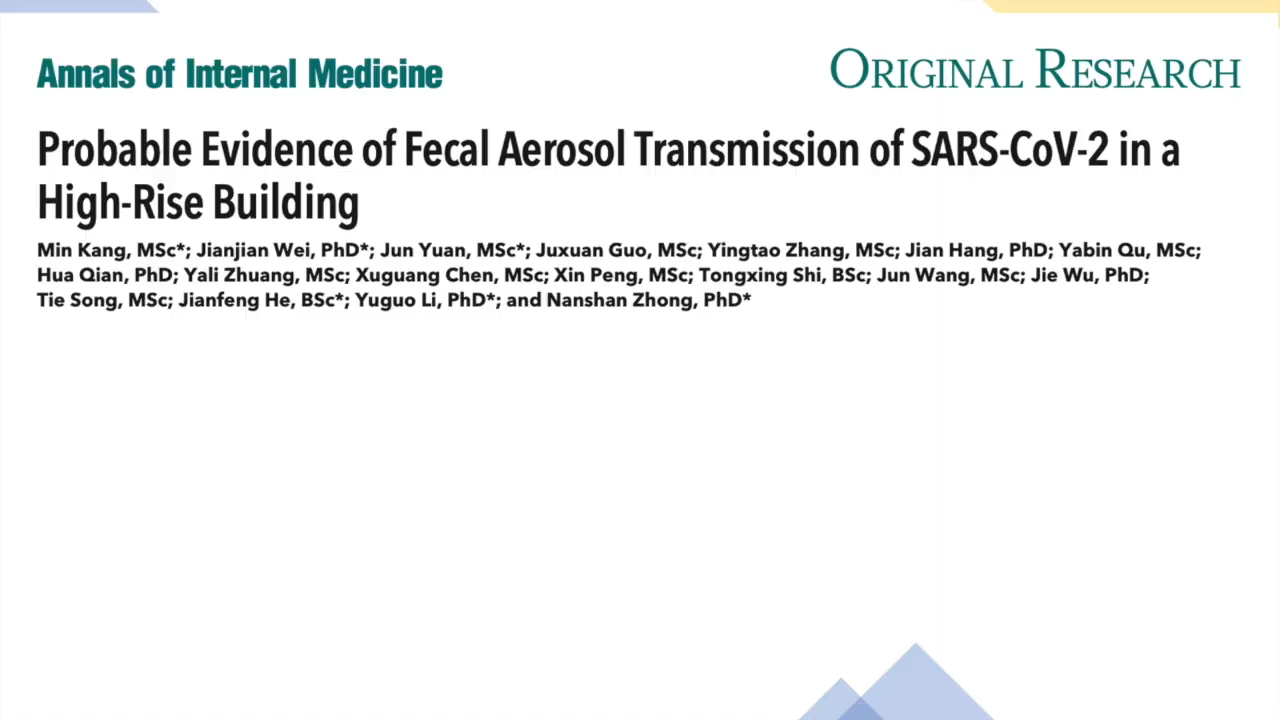 Annals of Internal Medicine
ORIGINAL RESEARCH
Probable Evidence of Fecal Aerosol Transmission of SARS-CoV-2 in a
High-Rise Building
Min Kang, MSc*; Jianjian Wei, PhD*; Jun Yuan, MSc*; Juxuan Guo, MSc; Yingtao Zhang, MSc; Jian Hang, PhD; Yabin Qu, MSc;
Hua Qian, PhD; Yali Zhuang, MSc; Xuguang Chen, MSc; Xin Peng, MSc; Tongxing Shi, BSc; Jun Wang, MSc; Jie Wu, PhD;
Tie Song, MSc; Jianfeng He, BSc*; Yuguo Li, PhD*; and Nanshan Zhong, PhD*